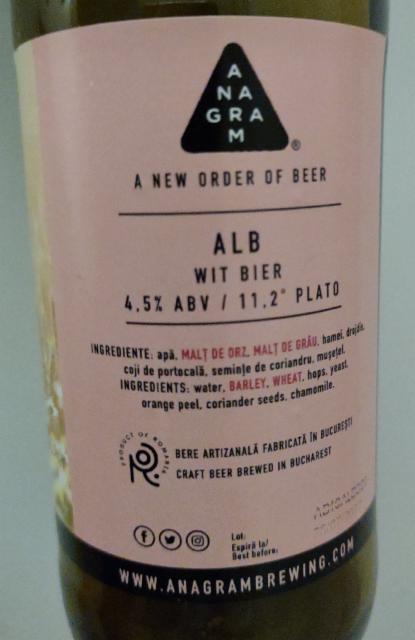 A
NA
GRA
M
®
A NEW ORDER OF BEER
ALB
WIT BIER
4,5% ABV / 11,2° PLATO
INGREDIENTE: apă, MALȚ DE ORZ, MALȚ DE GRÂU, hamei, drojdie,
coji de portocală, semințe de coriandru, mușețel.
INGREDIENTS: water, BARLEY, WHEAT, hops, yeast,
orange peel, coriander seeds, chamomile.
PRODUCT OF ROMANIA
BERE ARTIZANALĂ FABRICATĂ ÎN BUCUREȘTI
CRAFT BEER BREWED IN BUCHAREST
Lot:
Espiră la/
Best before:
WWW.ANAGRAMBREWING.COM